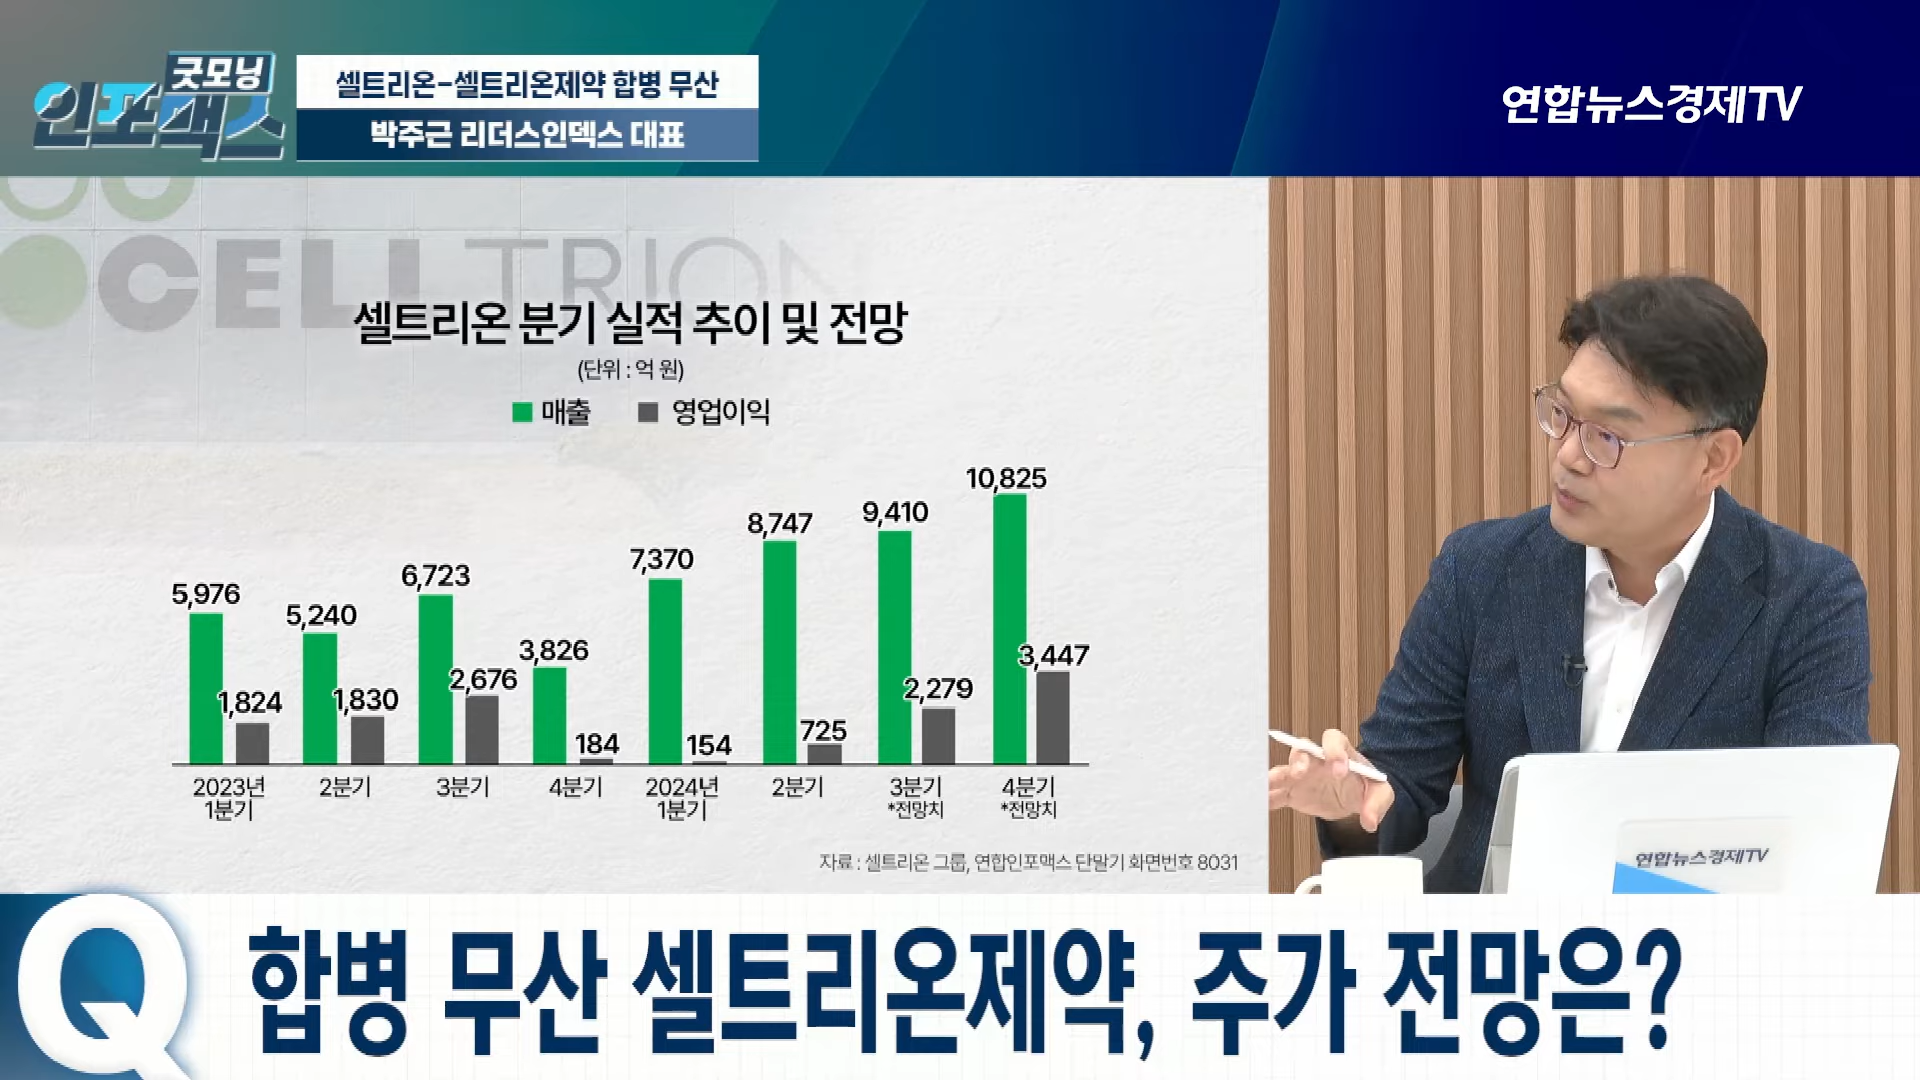 굿모닝
인포맥스
셀트리온-셀트리온제약 합병 무산
박주근 리더스인덱스 대표
연합뉴스경제TV
CELLTRION
셀트리온 분기 실적 추이 및 전망
(단위 : 억 원)
매출 영업이익
5,976 1,824 5,240 1,830 6,723 2,676 3,826 184 7,370 154 8,747 725 9,410 2,279 10,825 3,447
2023년 2분기 3분기 4분기 2024년 2분기 3분기 4분기
1분기 1분기 *전망치 *전망치
자료 : 셀트리온 그룹, 연합인포맥스 단말기 화면번호 8031
연합뉴스경제TV
Q 합병 무산 셀트리온제약, 주가 전망은?